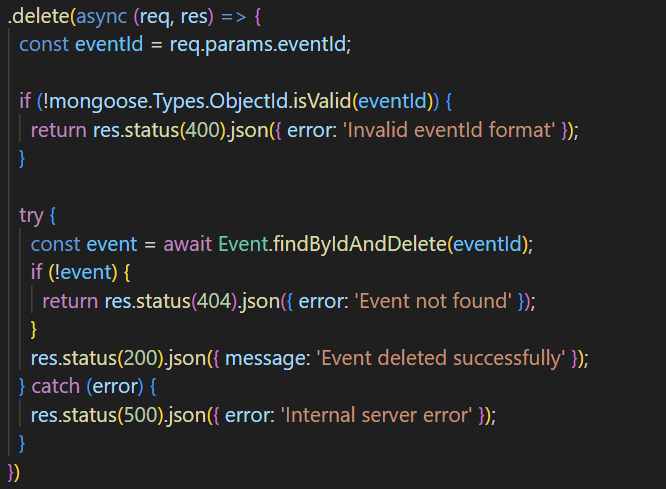 .delete(async (req, res) => {
  const eventId = req.params.eventId;

  if (!mongoose.Types.ObjectId.isValid(eventId)) {
    return res.status(400).json({ error: 'Invalid eventId format' });
  }

  try {
    const event = await Event.findByIdAndDelete(eventId);
    if (!event) {
      return res.status(404).json({ error: 'Event not found' });
    }
    res.status(200).json({ message: 'Event deleted successfully' });
  } catch (error) {
    res.status(500).json({ error: 'Internal server error' });
  }
})